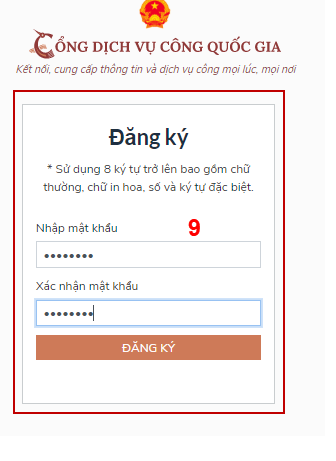 CỔNG DỊCH VỤ CÔNG QUỐC GIA
Kết nối, cung cấp thông tin và dịch vụ công mọi lúc, mọi nơi
Đăng ký
* Sử dụng 8 ký tự trở lên bao gồm chữ
thường, chữ in hoa, số và ký tự đặc biệt.
Nhập mật khẩu
9
••••••••
Xác nhận mật khẩu
••••••••
ĐĂNG KÝ